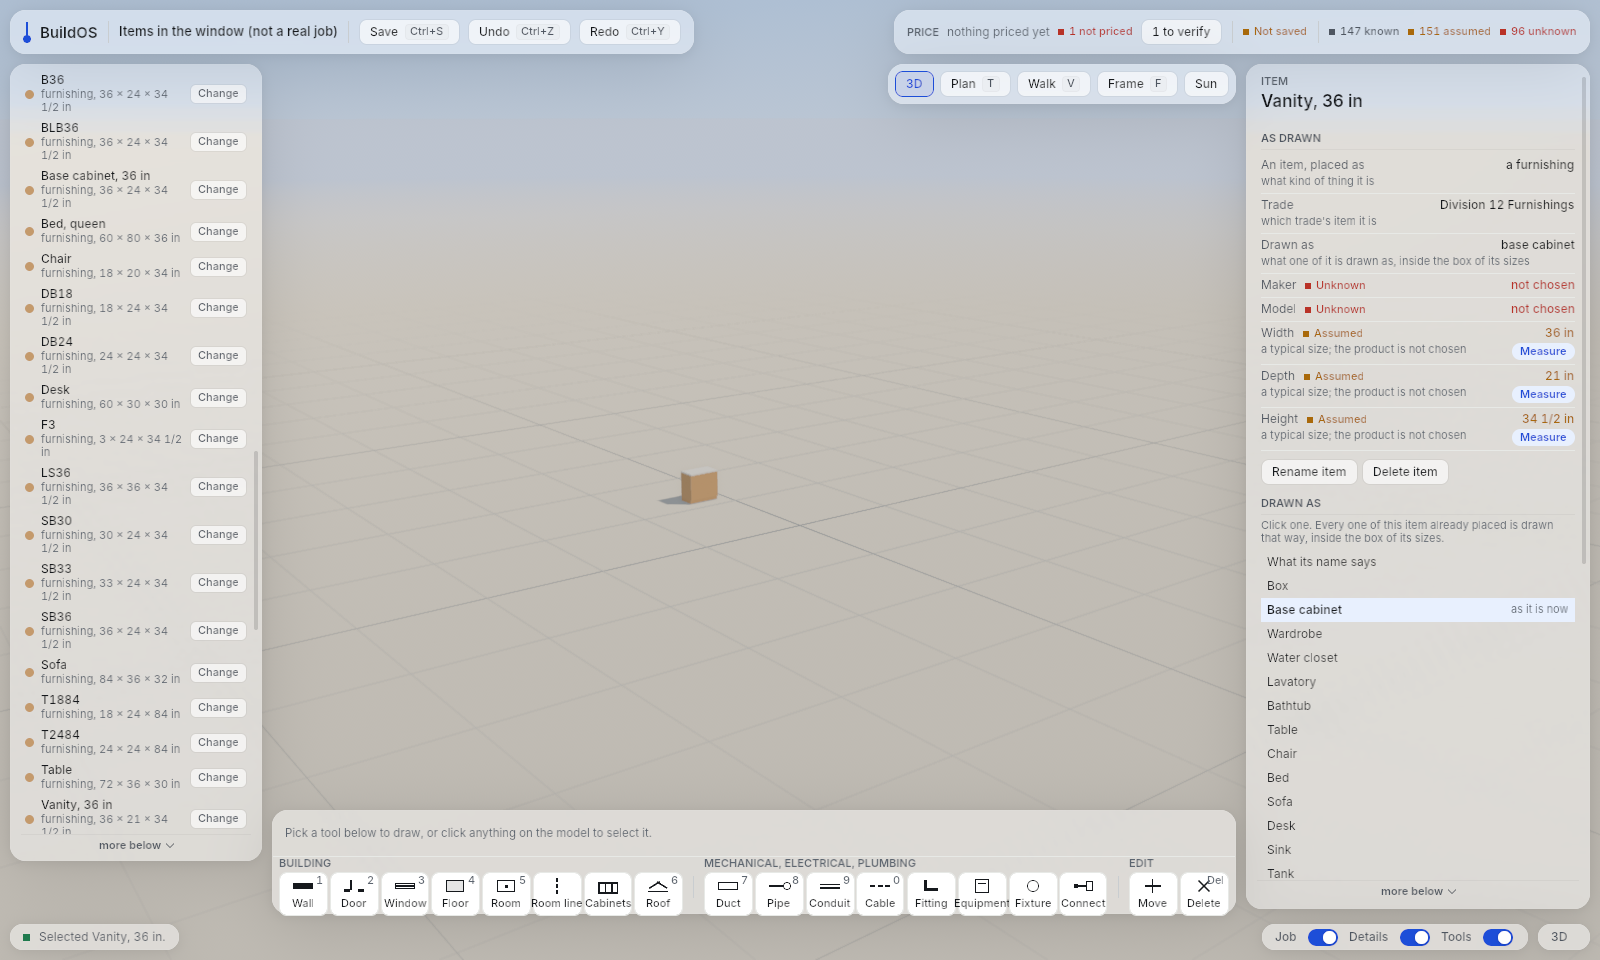 BuildOS
Items in the window (not a real job)
Save Ctrl+S
Undo Ctrl+Z
Redo Ctrl+Y
PRICE nothing priced yet 1 not priced 1 to verify Not saved 147 known 151 assumed 96 unknown
3D
Plan T
Walk V
Frame F
Sun
B36
furnishing, 36 × 24 × 34
1/2 in
Change
BLB36
furnishing, 36 × 24 × 34
1/2 in
Change
Base cabinet, 36 in
furnishing, 36 × 24 × 34
1/2 in
Change
Bed, queen
furnishing, 60 × 80 × 36 in
Change
Chair
furnishing, 18 × 20 × 34 in
Change
DB18
furnishing, 18 × 24 × 34
1/2 in
Change
DB24
furnishing, 24 × 24 × 34
1/2 in
Change
Desk
furnishing, 60 × 30 × 30 in
Change
F3
furnishing, 3 × 24 × 34 1/2
in
Change
LS36
furnishing, 36 × 36 × 34
1/2 in
Change
SB30
furnishing, 30 × 24 × 34
1/2 in
Change
SB33
furnishing, 33 × 24 × 34
1/2 in
Change
SB36
furnishing, 36 × 24 × 34
1/2 in
Change
Sofa
furnishing, 84 × 36 × 32 in
Change
T1884
furnishing, 18 × 24 × 84 in
Change
T2484
furnishing, 24 × 24 × 84 in
Change
Table
furnishing, 72 × 36 × 30 in
Change
Vanity, 36 in
furnishing, 36 × 21 × 34
1/2 in
Change
more below
Selected Vanity, 36 in.
Pick a tool below to draw, or click anything on the model to select it.
BUILDING
1 Wall
2 Door
3 Window
4 Floor
5 Room
Room line
Cabinets
6 Roof
MECHANICAL, ELECTRICAL, PLUMBING
7 Duct
8 Pipe
9 Conduit
0 Cable
Fitting
Equipment
Fixture
Connect
EDIT
Move
Del Delete
ITEM
Vanity, 36 in
AS DRAWN
An item, placed as a furnishing
what kind of thing it is
Trade Division 12 Furnishings
which trade's item it is
Drawn as base cabinet
what one of it is drawn as, inside the box of its sizes
Maker Unknown not chosen
Model Unknown not chosen
Width Assumed 36 in
a typical size; the product is not chosen Measure
Depth Assumed 21 in
a typical size; the product is not chosen Measure
Height Assumed 34 1/2 in
a typical size; the product is not chosen Measure
Rename item
Delete item
DRAWN AS
Click one. Every one of this item already placed is drawn
that way, inside the box of its sizes.
What its name says
Box
Base cabinet as it is now
Wardrobe
Water closet
Lavatory
Bathtub
Table
Chair
Bed
Sofa
Desk
Sink
Tank
more below
Job
Details
Tools
3D